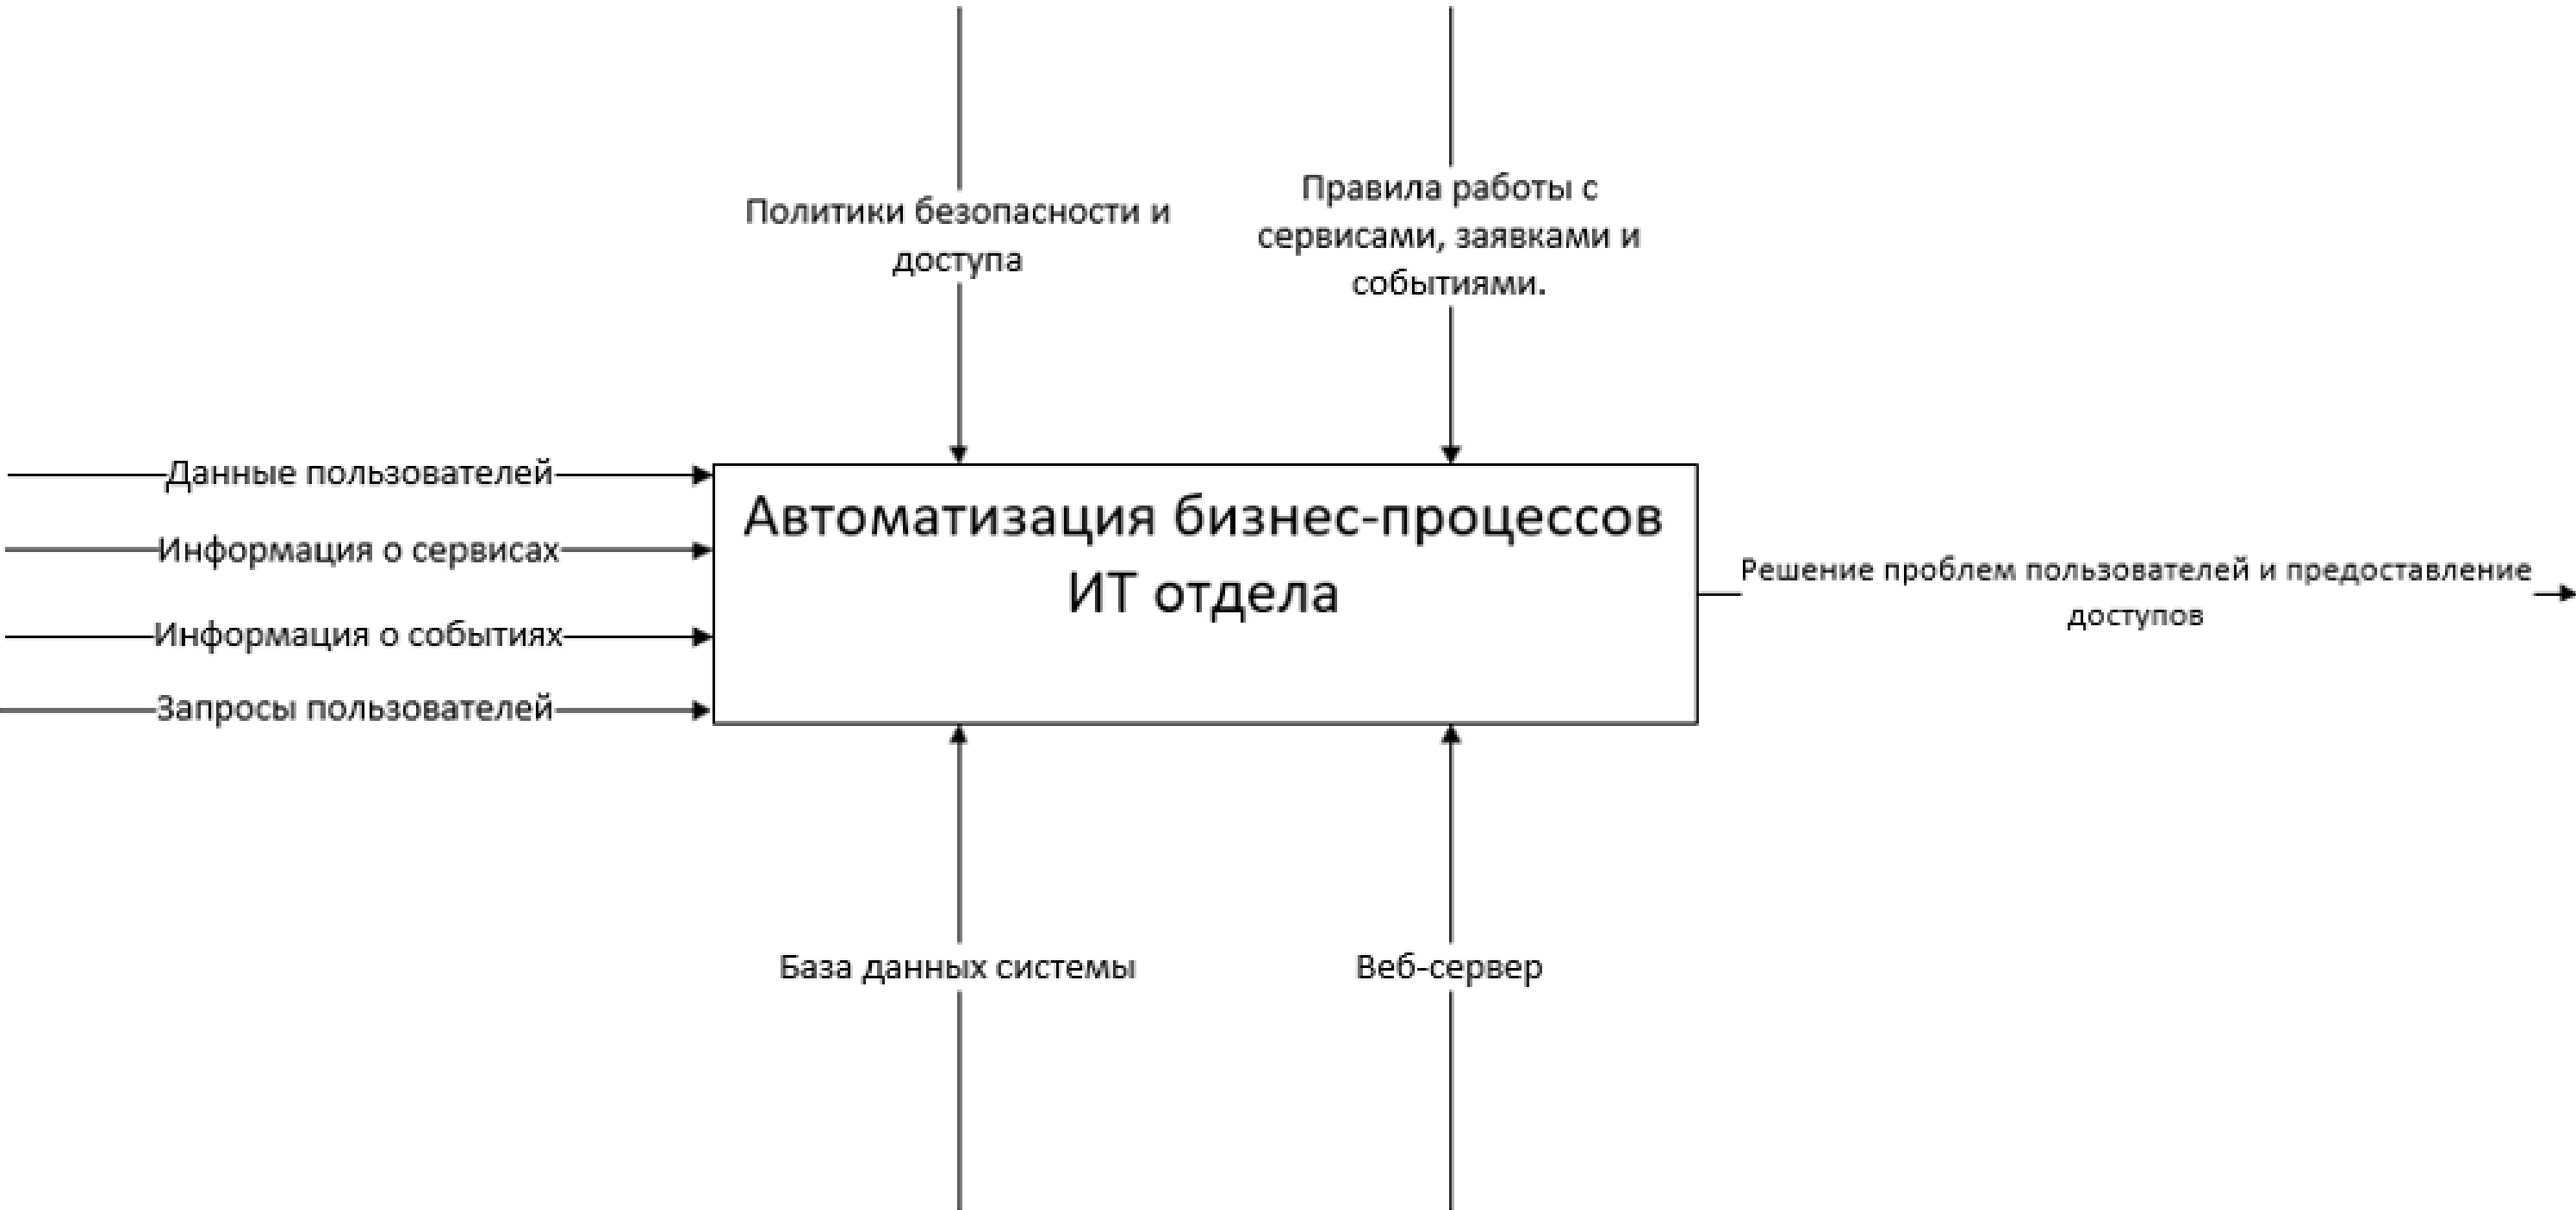 Политики безопасности и
доступа
Правила работы с
сервисами, заявками и
событиями.
Данные пользователей
Информация о сервисах
Информация о событиях
Запросы пользователей
Автоматизация бизнес-процессов
ИТ отдела
Решение проблем пользователей и предоставление
доступов
База данных системы
Веб-сервер